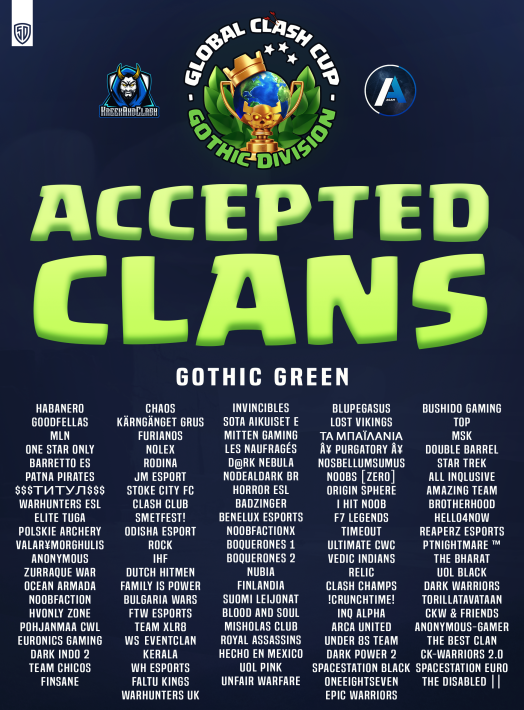 5D
GLOBAL CLASH CUP
GOTHIC DIVISION
KREEKANDCLASH
A
ACCEPTED
CLANS
GOTHIC GREEN
HABANERO
GOODFELLAS
MLN
ONE STAR ONLY
BARRETTO ES
PATNA PIRATES
$$$ТИТУЛ$$$
WARHUNTERS ESL
ELITE TUGA
POLSKIE ARCHERY
VALAR¥MORGHULIS
ANONYMOUS
ZURRAQUE WAR
OCEAN ARMADA
NOOBFACTION
HVONLY ZONE
POHJANMAA CWL
EURONICS GAMING
DARK INDO 2
TEAM CHICOS
FINSANE
CHAOS
KÄRNGÄNGET GRUS
FURIANOS
NOLEX
RODINA
JM ESPORT
STOKE CITY FC
CLASH CLUB
SMETFEST!
ODISHA ESPORT
ROCK
IHF
DUTCH HITMEN
FAMILY IS POWER
BULGARIA WARS
FTW ESPORTS
TEAM XLR8
WS EVENTCLAN
KERALA
WH ESPORTS
FALTU KINGS
WARHUNTERS UK
INVINCIBLES
SOTA AIKUISET E
MITTEN GAMING
LES NAUFRAGÉS
D@RK NEBULA
NODEALDARK BR
HORROR ESL
BADZINGER
BENELUX ESPORTS
NOOBFACTIONX
BOQUERONES 1
BOQUERONES 2
NUBIA
FINLANDIA
SUOMI LEIJONAT
BLOOD AND SOUL
MISHOLAS CLUB
ROYAL ASSASSINS
HECHO EN MEXICO
UOL PINK
UNFAIR WARFARE
BLUPEGASUS
LOST VIKINGS
ΤΑ ΜΠΑΪΛΑΝΙΑ
Å¥ PURGATORY Å¥
NOSBELLUMSUMUS
NOOBS [ZERO]
ORIGIN SPHERE
I HIT NOOB
F7 LEGENDS
TIMEOUT
ULTIMATE CWC
VEDIC INDIANS
RELIC
CLASH CHAMPS
!CRUNCHTIME!
INQ ALPHA
ARCA UNITED
UNDER 8S TEAM
DARK POWER 2
SPACESTATION BLACK
ONEEIGHTSEVEN
EPIC WARRIORS
BUSHIDO GAMING
TOP
MSK
DOUBLE BARREL
STAR TREK
ALL INQLUSIVE
AMAZING TEAM
BROTHERHOOD
HELLO4NOW
REAPERZ ESPORTS
PTNIGHTMARE ™
THE BHARAT
UOL BLACK
DARK WARRIORS
TORILLATAVATAAN
CKW & FRIENDS
ANONYMOUS-GAMER
THE BEST CLAN
CK-WARRIORS 2.0
SPACESTATION EURO
THE DISABLED ||